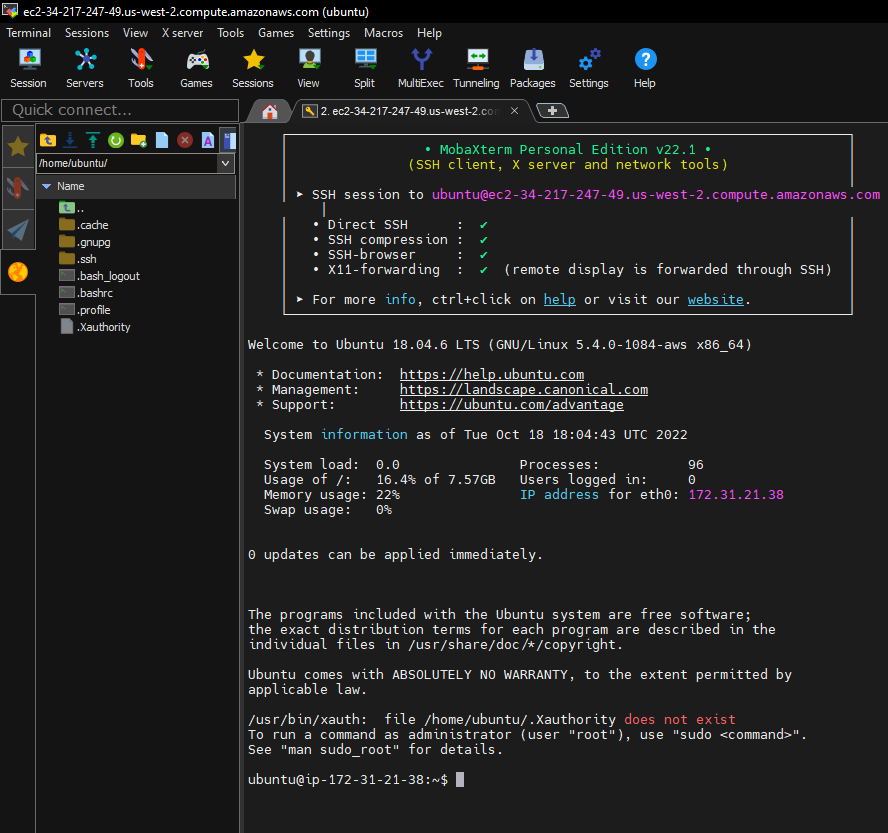 ec2-34-217-247-49.us-west-2.compute.amazonaws.com (ubuntu)
Terminal Sessions View X server Tools Games Settings Macros Help
Session Servers Tools Games Sessions View Split MultiExec Tunneling Packages Settings Help
Quick connect...
2. ec2-34-217-247-49.us-west-2.com
/home/ubuntu/
Name
..
.cache
.gnupg
.ssh
.bash_logout
.bashrc
.profile
.Xauthority
• MobaXterm Personal Edition v22.1 •
(SSH client, X server and network tools)
➤ SSH session to ubuntu@ec2-34-217-247-49.us-west-2.compute.amazonaws.com
• Direct SSH : ✔
• SSH compression : ✔
• SSH-browser : ✔
• X11-forwarding : ✔ (remote display is forwarded through SSH)
➤ For more info, ctrl+click on help or visit our website.
Welcome to Ubuntu 18.04.6 LTS (GNU/Linux 5.4.0-1084-aws x86_64)
* Documentation: https://help.ubuntu.com
* Management: https://landscape.canonical.com
* Support: https://ubuntu.com/advantage
System information as of Tue Oct 18 18:04:43 UTC 2022
System load: 0.0 Processes: 96
Usage of /: 16.4% of 7.57GB Users logged in: 0
Memory usage: 22% IP address for eth0: 172.31.21.38
Swap usage: 0%
0 updates can be applied immediately.
The programs included with the Ubuntu system are free software;
the exact distribution terms for each program are described in the
individual files in /usr/share/doc/*/copyright.
Ubuntu comes with ABSOLUTELY NO WARRANTY, to the extent permitted by
applicable law.
/usr/bin/xauth: file /home/ubuntu/.Xauthority does not exist
To run a command as administrator (user "root"), use "sudo <command>".
See "man sudo_root" for details.
ubuntu@ip-172-31-21-38:~$